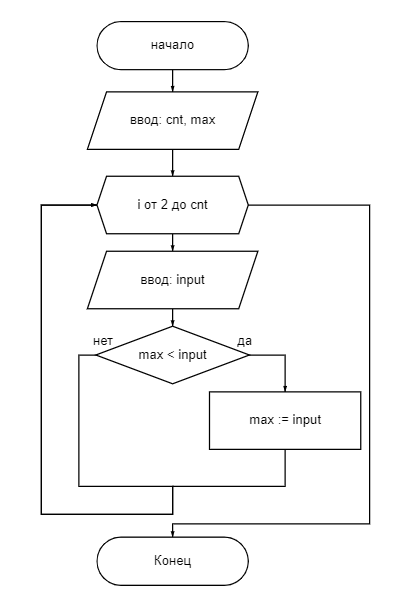 начало
ввод: cnt, max
i от 2 до cnt
ввод: input
нет
да
max < input
max := input
Конец